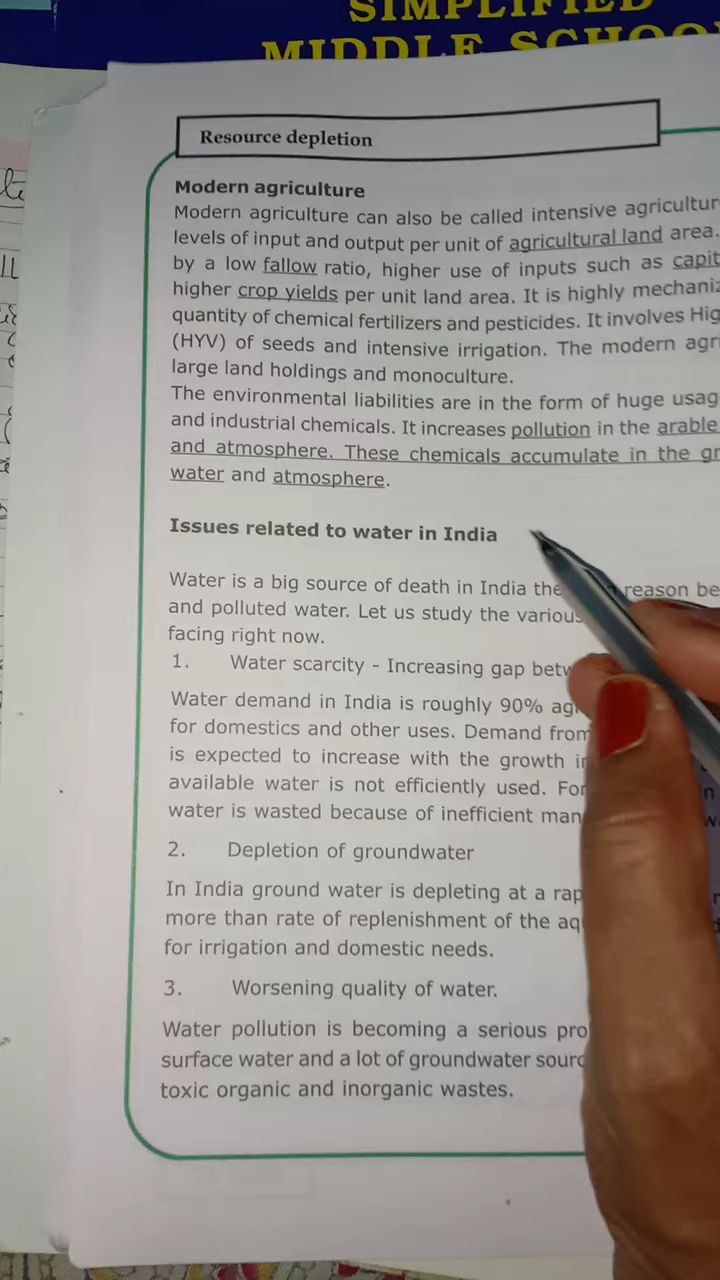 SIMPLIFIED
MIDDLE SCHOO
Resource depletion
Modern agriculture
Modern agriculture can also be called intensive agricultur
levels of input and output per unit of agricultural land area.
by a low fallow ratio, higher use of inputs such as capit
higher crop yields per unit land area. It is highly mechaniz
quantity of chemical fertilizers and pesticides. It involves Hig
(HYV) of seeds and intensive irrigation. The modern agr
large land holdings and monoculture.
The environmental liabilities are in the form of huge usag
and industrial chemicals. It increases pollution in the arable
and atmosphere. These chemicals accumulate in the gr
water and atmosphere.
Issues related to water in India
Water is a big source of death in India the reason be
and polluted water. Let us study the various
facing right now.
1. Water scarcity - Increasing gap betw
Water demand in India is roughly 90% ag
for domestics and other uses. Demand from
is expected to increase with the growth in
available water is not efficiently used. For
water is wasted because of inefficient man
2. Depletion of groundwater
In India ground water is depleting at a rap
more than rate of replenishment of the aq
for irrigation and domestic needs.
3. Worsening quality of water.
Water pollution is becoming a serious pro
surface water and a lot of groundwater sourc
toxic organic and inorganic wastes.